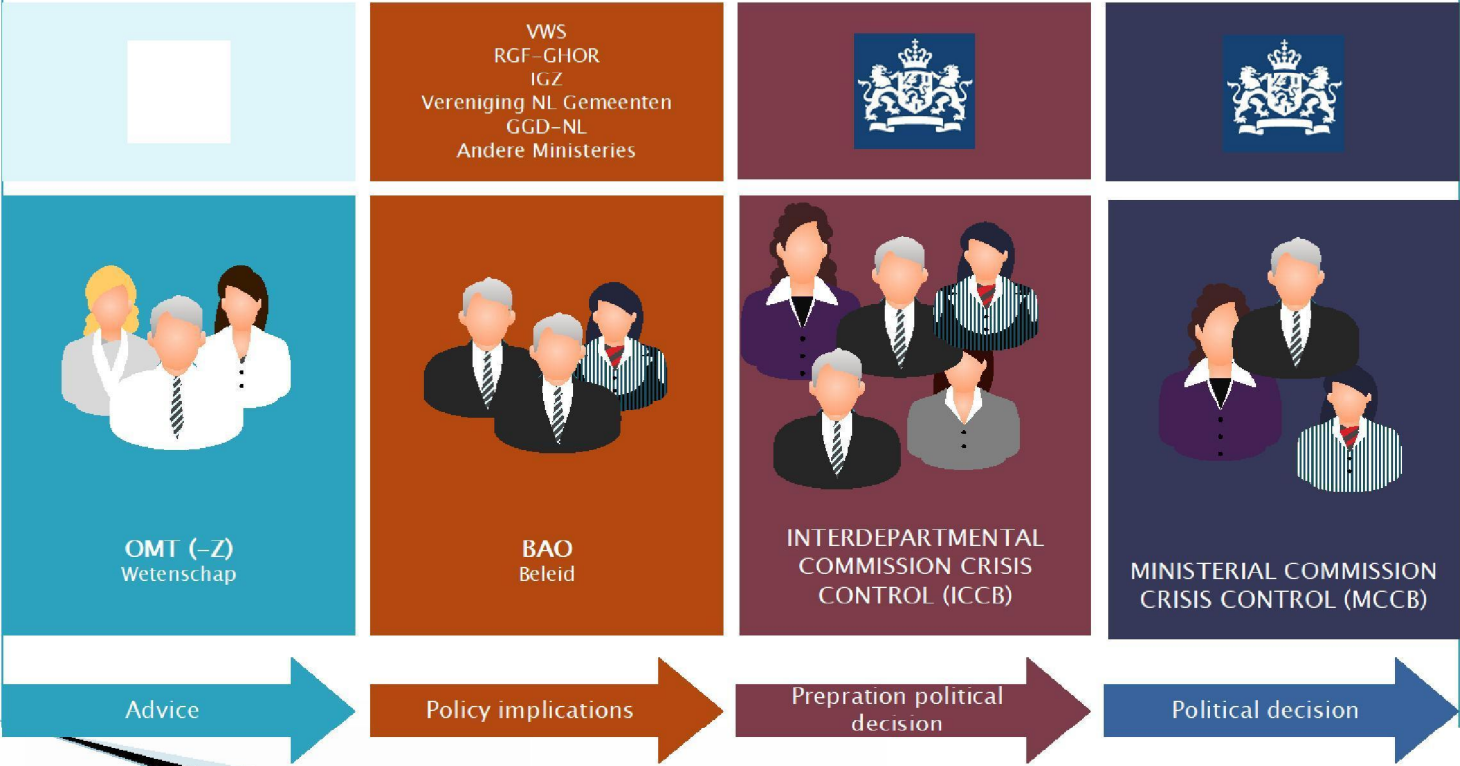 VWS
RGF-GHOR
IGZ
Vereniging NL Gemeenten
GGD-NL
Andere Ministeries
OMT (-Z)
Wetenschap
BAO
Beleid
INTERDEPARTMENTAL
COMMISSION CRISIS
CONTROL (ICCB)
MINISTERIAL COMMISSION
CRISIS CONTROL (MCCB)
Advice
Policy implications
Prepration political
decision
Political decision